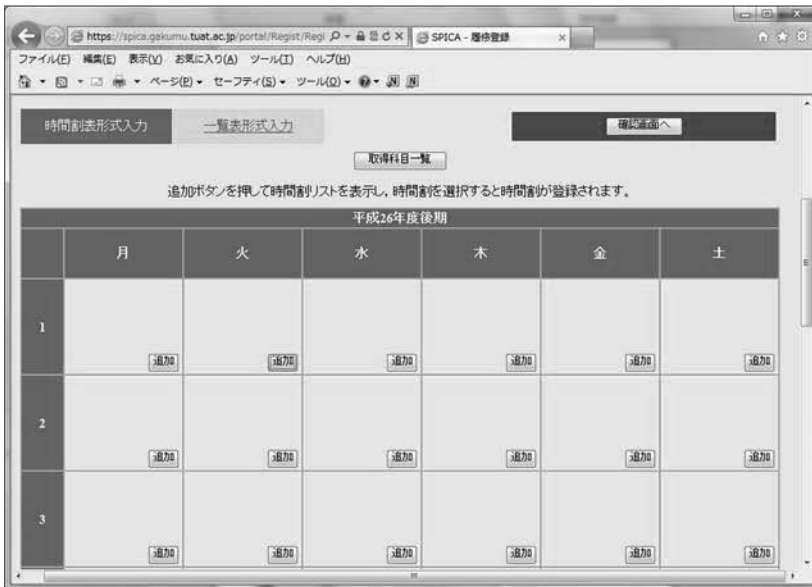 https://spica.gakumu.tuat.ac.jp/portal/Regist/Regi
SPICA - 履修登録
ファイル(F) 編集(E) 表示(V) お気に入り(A) ツール(T) ヘルプ(H)
ページ(P) セーフティ(S) ツール(O)
時間割表形式入力 一覧表形式入力 確認画面へ
取得科目一覧
追加ボタンを押して時間割リストを表示し，時間割を選択すると時間割が登録されます。
平成26年度後期
月 火 水 木 金 土
1
追加 追加 追加 追加 追加 追加
2
追加 追加 追加 追加 追加 追加
3
追加 追加 追加 追加 追加 追加